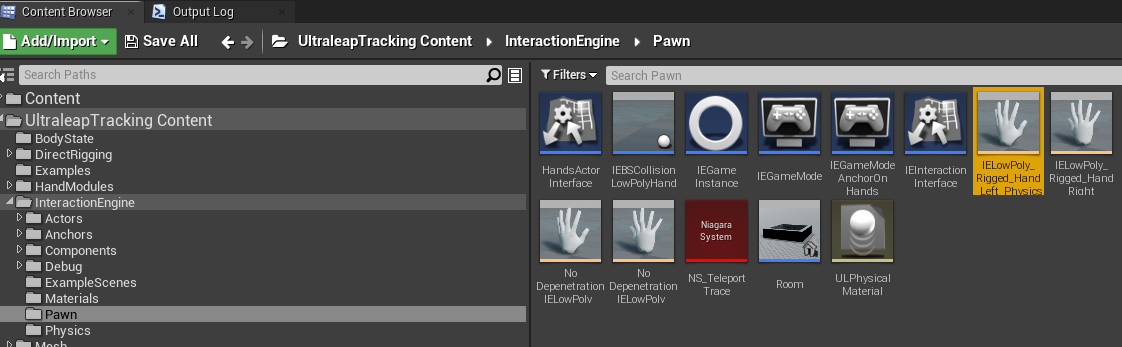 Content Browser
Output Log
Add/Import
Save All
UltraleapTracking Content
InteractionEngine
Pawn
Search Paths
Filters
Search Pawn
Content
UltraleapTracking Content
BodyState
DirectRigging
Examples
HandModules
InteractionEngine
Actors
Anchors
Components
Debug
ExampleScenes
Materials
Pawn
Physics
Mesh
HandsActor
Interface
IEBSCollision
LowPolyHand
IEGame
Instance
IEGameMode
IEGameMode
AnchorOn
Hands
IEInteraction
Interface
IELowPoly_
Rigged_Hand
_Left_Physics
IELowPoly_
Rigged_Hand
Right
No
Depenetration
IELowPoly
No
Depenetration
IELowPoly
Niagara
System
NS_Teleport
Trace
Room
ULPhysical
Material